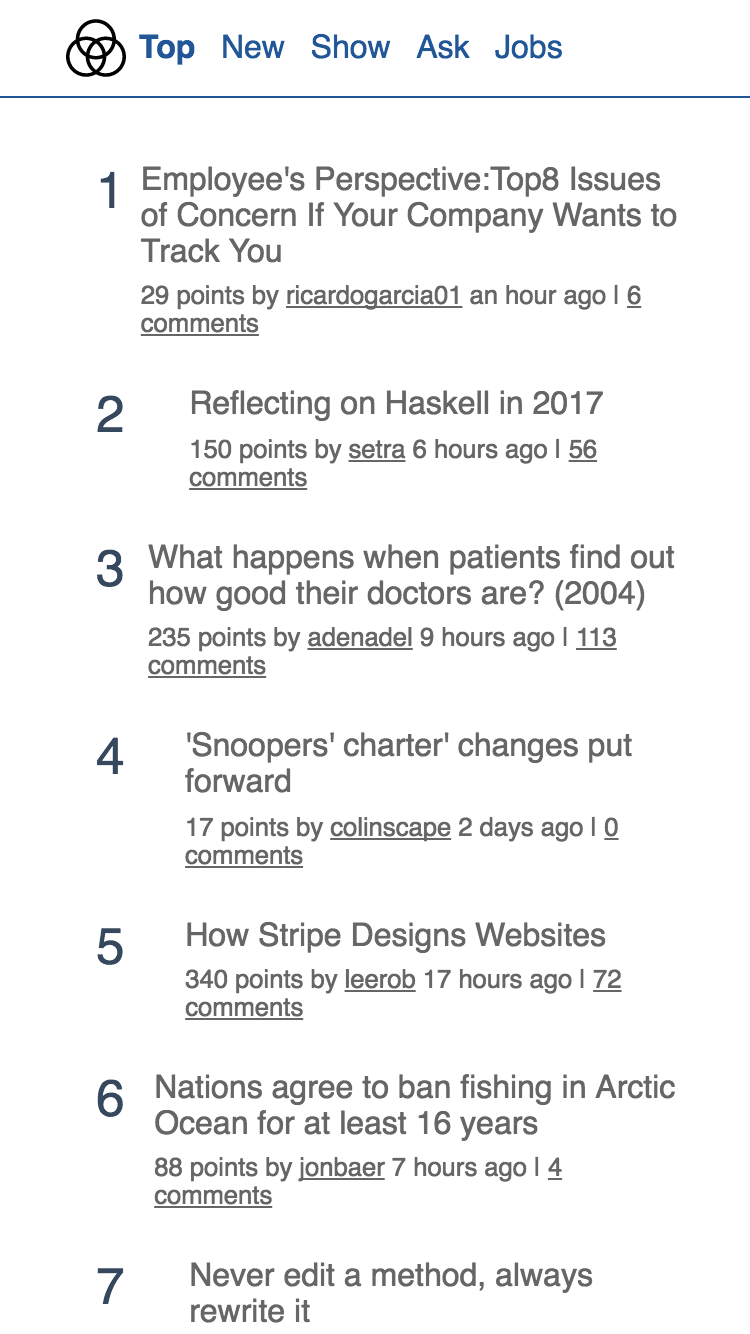 Top New Show Ask Jobs
1 Employee's Perspective:Top8 Issues
of Concern If Your Company Wants to
Track You
29 points by ricardogarcia01 an hour ago | 6
comments
2 Reflecting on Haskell in 2017
150 points by setra 6 hours ago | 56
comments
3 What happens when patients find out
how good their doctors are? (2004)
235 points by adenadel 9 hours ago | 113
comments
4 'Snoopers' charter' changes put
forward
17 points by colinscape 2 days ago | 0
comments
5 How Stripe Designs Websites
340 points by leerob 17 hours ago | 72
comments
6 Nations agree to ban fishing in Arctic
Ocean for at least 16 years
88 points by jonbaer 7 hours ago | 4
comments
7 Never edit a method, always
rewrite it